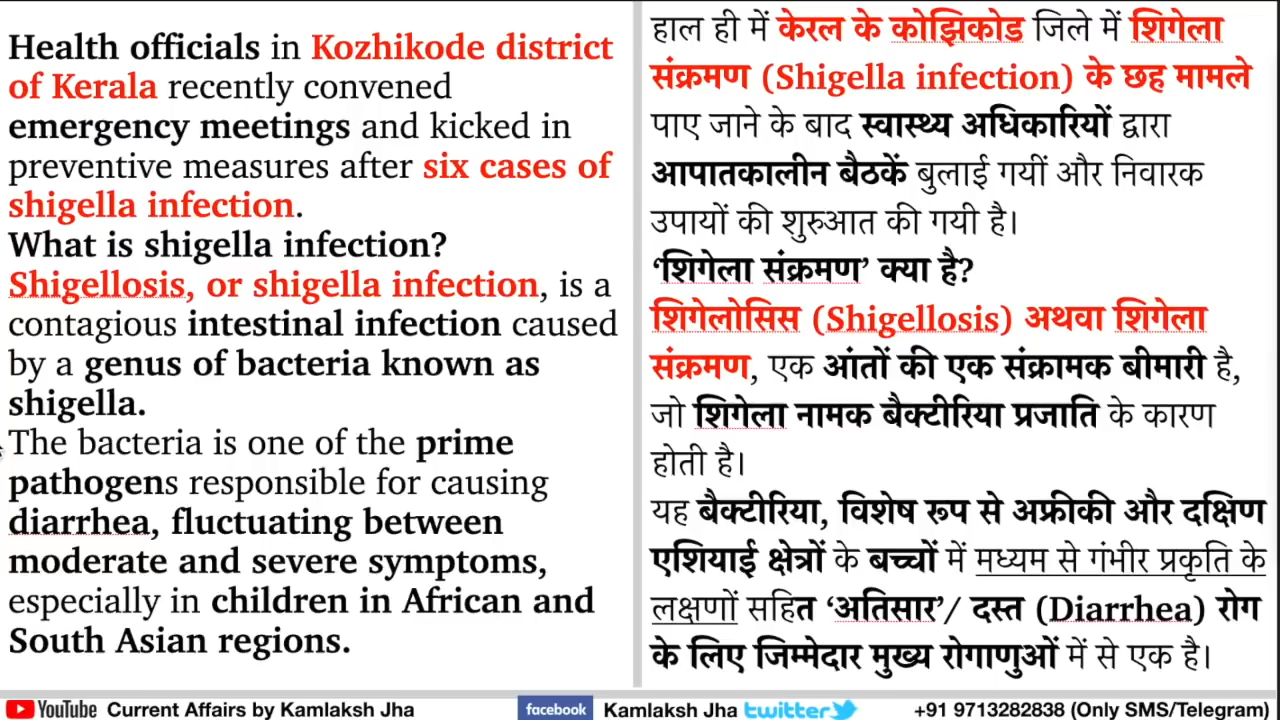 Health officials in Kozhikode district
of Kerala recently convened
emergency meetings and kicked in
preventive measures after six cases of
shigella infection.
What is shigella infection?
Shigellosis, or shigella infection, is a
contagious intestinal infection caused
by a genus of bacteria known as
shigella.
The bacteria is one of the prime
pathogens responsible for causing
diarrhea, fluctuating between
moderate and severe symptoms,
especially in children in African and
South Asian regions.
हाल ही में केरल के कोझिकोड जिले में शिगेला
संक्रमण (Shigella infection) के छह मामले
पाए जाने के बाद स्वास्थ्य अधिकारियों द्वारा
आपातकालीन बैठकें बुलाई गयीं और निवारक
उपायों की शुरुआत की गयी है।
‘शिगेला संक्रमण’ क्या है?
शिगेलोसिस (Shigellosis) अथवा शिगेला
संक्रमण, एक आंतों की एक संक्रामक बीमारी है,
जो शिगेला नामक बैक्टीरिया प्रजाति के कारण
होती है।
यह बैक्टीरिया, विशेष रूप से अफ्रीकी और दक्षिण
एशियाई क्षेत्रों के बच्चों में मध्यम से गंभीर प्रकृति के
लक्षणों सहित ‘अतिसार’/ दस्त (Diarrhea) रोग
के लिए जिम्मेदार मुख्य रोगाणुओं में से एक है।
YouTube Current Affairs by Kamlaksh Jha facebook Kamlaksh Jha twitter +91 9713282838 (Only SMS/Telegram)